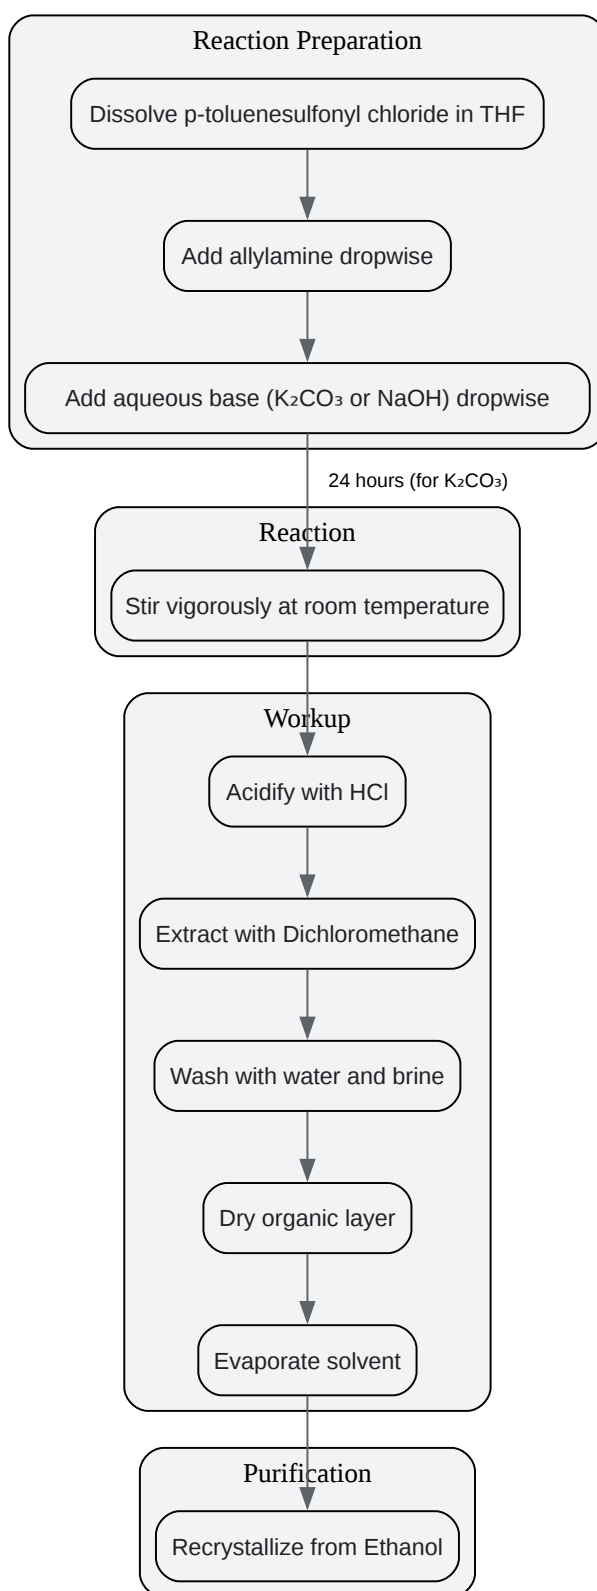 Reaction Preparation
Dissolve p-toluenesulfonyl chloride in THF
Add allylamine dropwise
Add aqueous base (K₂CO₃ or NaOH) dropwise
24 hours (for K₂CO₃)
Reaction
Stir vigorously at room temperature
Workup
Acidify with HCl
Extract with Dichloromethane
Wash with water and brine
Dry organic layer
Evaporate solvent
Purification
Recrystallize from Ethanol